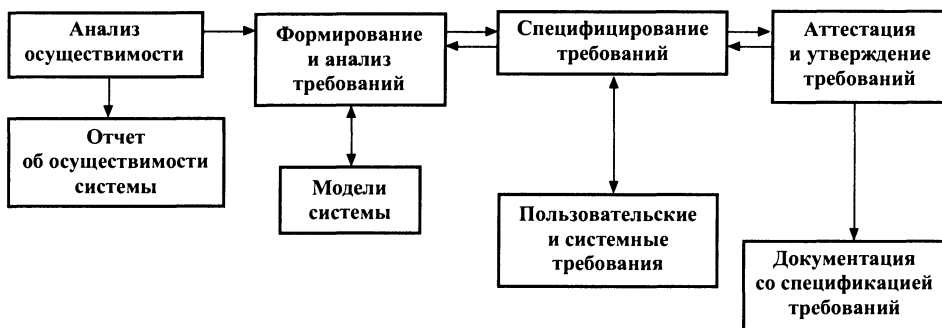 Анализ
осуществимости
Формирование
и анализ
требований
Специфицирование
требований
Аттестация
и утверждение
требований
Отчет
об осуществимости
системы
Модели
системы
Пользовательские
и системные
требования
Документация
со спецификацией
требований